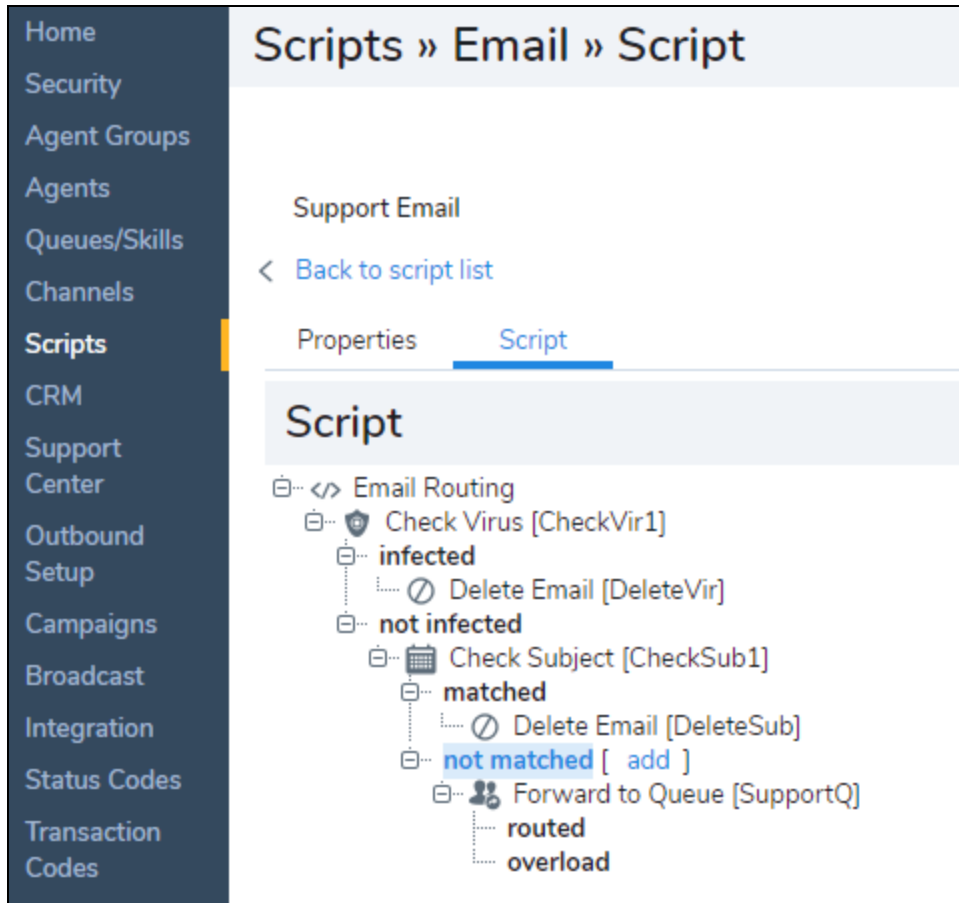 Home
Security
Agent Groups
Agents
Queues/Skills
Channels
Scripts
CRM
Support
Center
Outbound
Setup
Campaigns
Broadcast
Integration
Status Codes
Transaction
Codes
Scripts » Email » Script
Support Email
< Back to script list
Properties Script
Script
</> Email Routing
Check Virus [CheckVir1]
infected
Delete Email [DeleteVir]
not infected
Check Subject [CheckSub1]
matched
Delete Email [DeleteSub]
not matched [ add ]
Forward to Queue [SupportQ]
routed
overload